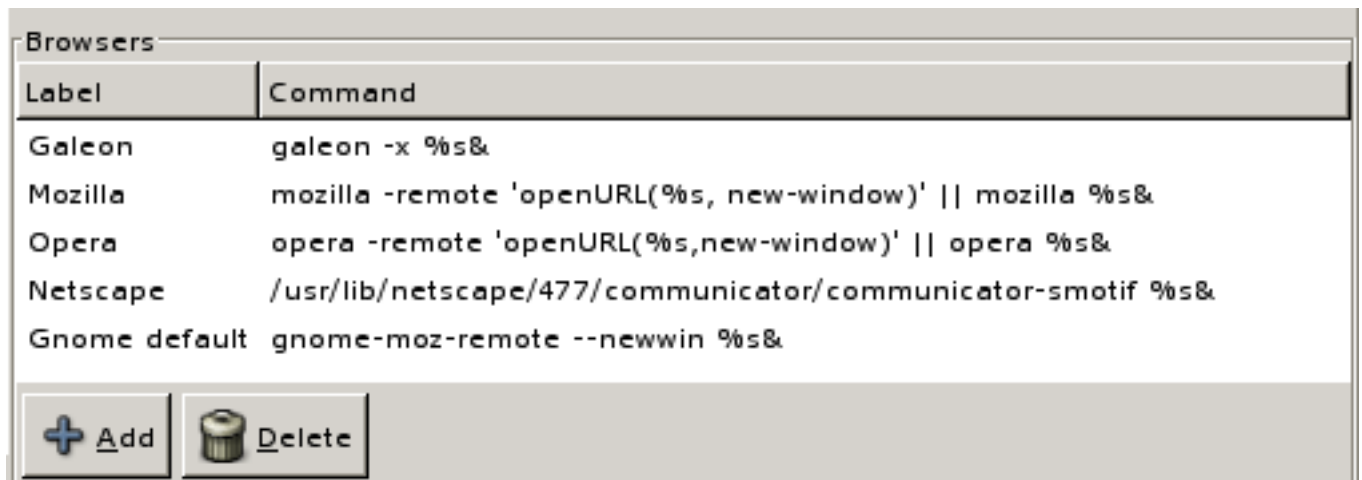 Browsers
Label Command
Galeon galeon -x %s&
Mozilla mozilla -remote 'openURL(%s, new-window)' || mozilla %s&
Opera opera -remote 'openURL(%s,new-window)' || opera %s&
Netscape /usr/lib/netscape/477/communicator/communicator-smotif %s&
Gnome default gnome-moz-remote --newwin %s&
Add Delete